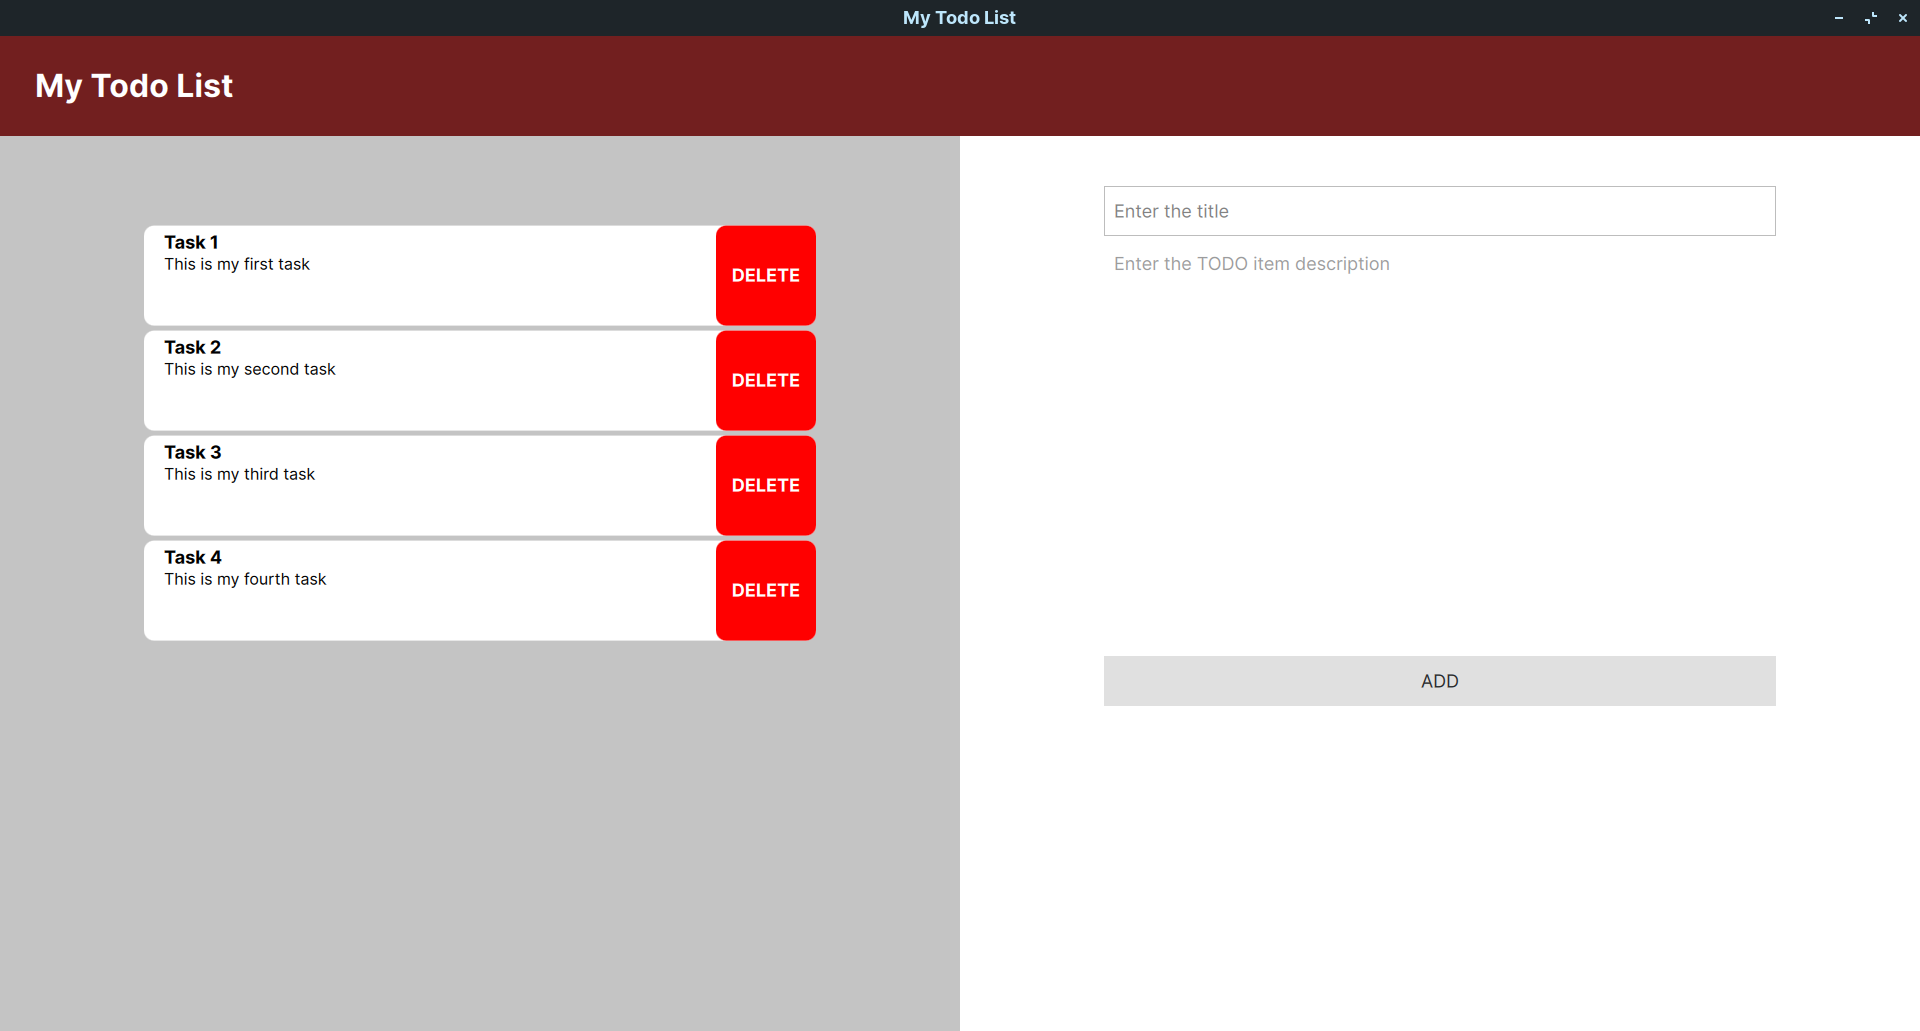 My Todo List
My Todo List
Task 1
This is my first task
DELETE
Task 2
This is my second task
DELETE
Task 3
This is my third task
DELETE
Task 4
This is my fourth task
DELETE
Enter the title
Enter the TODO item description
ADD